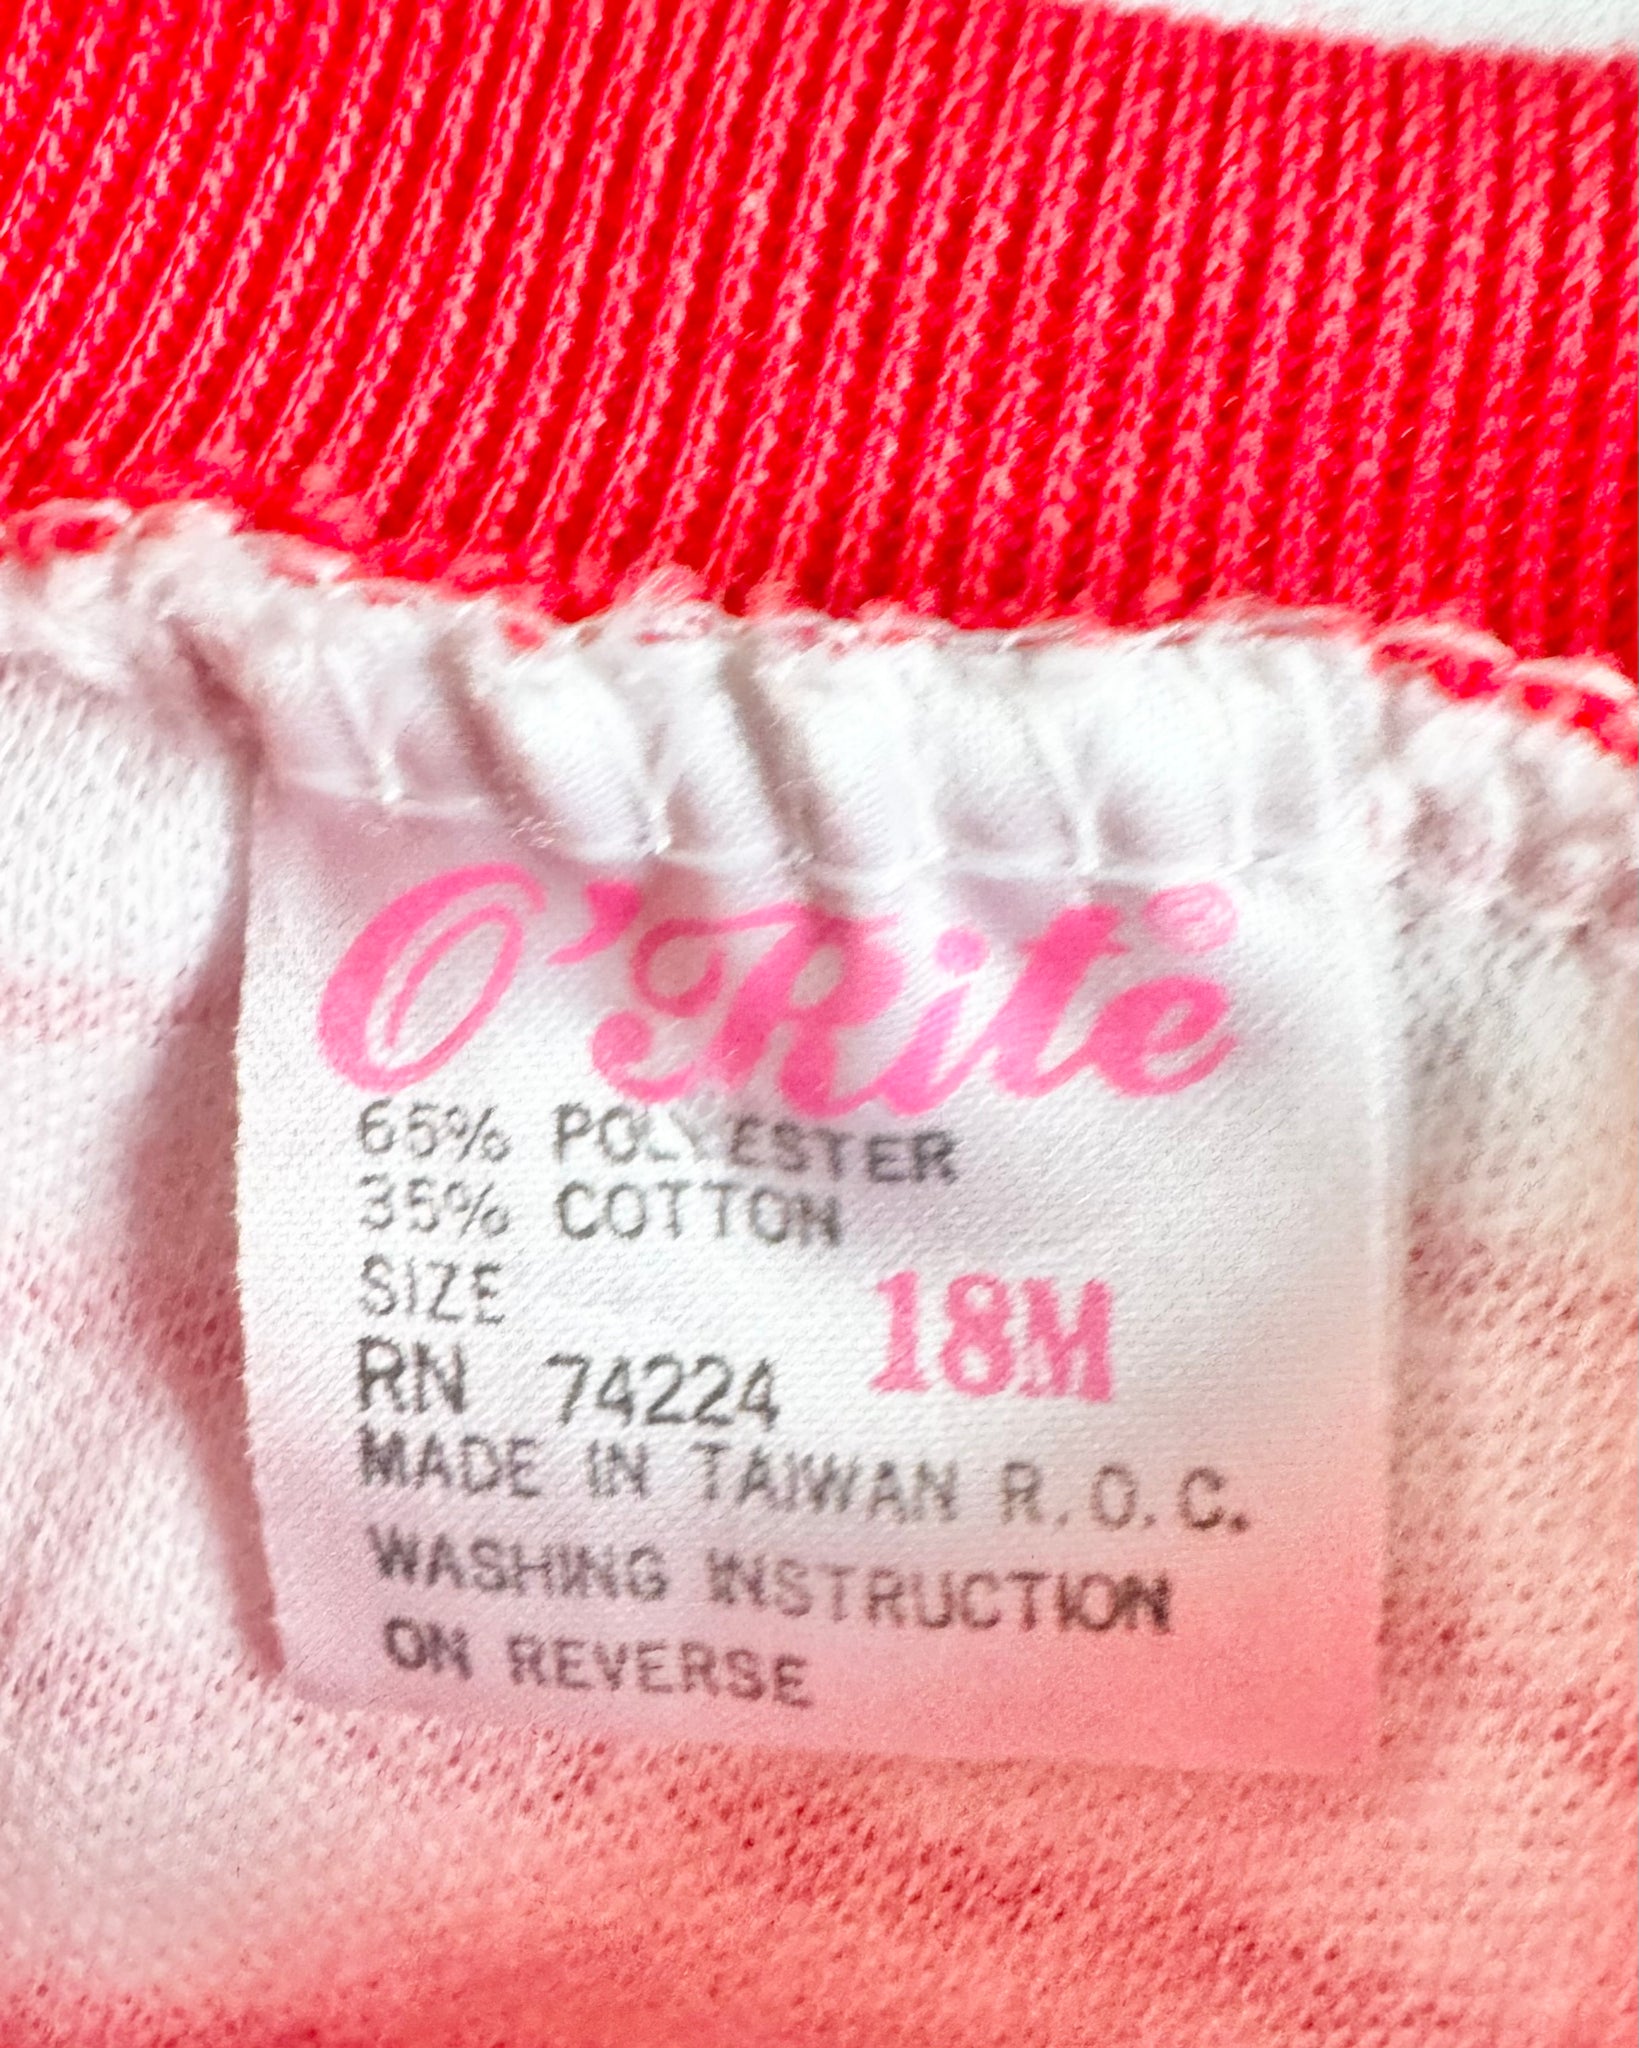 O'Rite®
65% POLYESTER
35% COTTON
SIZE 18M
RN 74224
MADE IN TAIWAN R.O.C.
WASHING INSTRUCTION
ON REVERSE